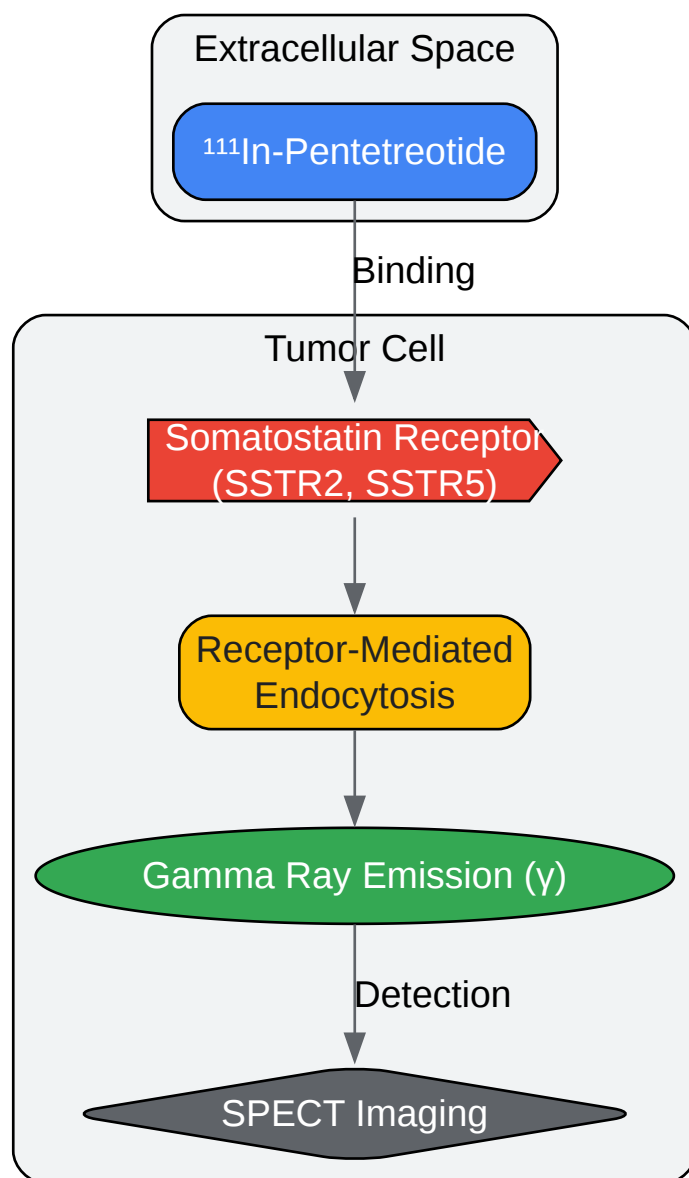 Extracellular Space
¹¹¹In-Pentetreotide
Binding
Tumor Cell
Somatostatin Receptor
(SSTR2, SSTR5)
Receptor-Mediated
Endocytosis
Gamma Ray Emission (γ)
Detection
SPECT Imaging